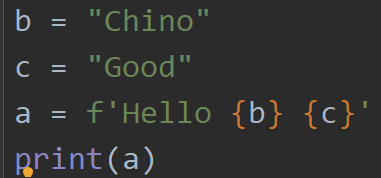 b = "Chino"
c = "Good"
a = f'Hello {b} {c}'
print(a)